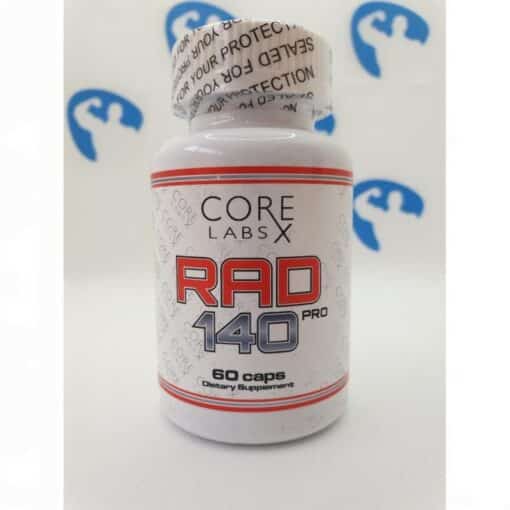 SEALED FOR YOUR PROTECTION
CORE
LABS X
RAD
140 PRO
60 caps
Dietary Supplement